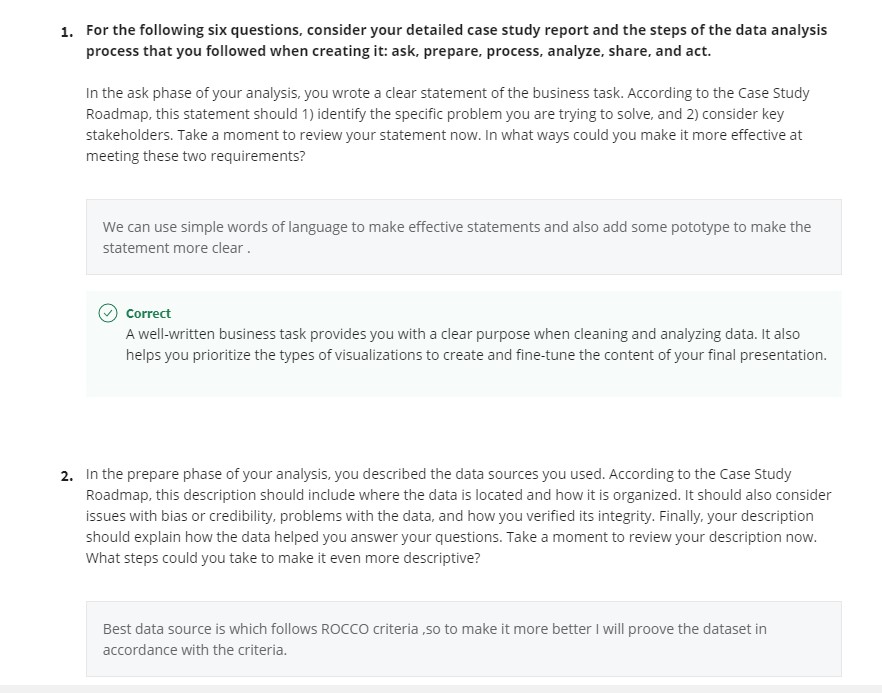 1. For the following six questions, consider your detailed case study report and the steps of the data analysis
process that you followed when creating it: ask, prepare, process, analyze, share, and act.
In the ask phase of your analysis, you wrote a clear statement of the business task. According to the Case Study
Roadmap, this statement should 1) identify the specific problem you are trying to solve, and 2) consider key
stakeholders. Take a moment to review your statement now. In what ways could you make it more effective at
meeting these two requirements?
We can use simple words of language to make effective statements and also add some pototype to make the
statement more clear .
Correct
A well-written business task provides you with a clear purpose when cleaning and analyzing data. It also
helps you prioritize the types of visualizations to create and fine-tune the content of your final presentation.
2. In the prepare phase of your analysis, you described the data sources you used. According to the Case Study
Roadmap, this description should include where the data is located and how it is organized. It should also consider
issues with bias or credibility, problems with the data, and how you verified its integrity. Finally, your description
should explain how the data helped you answer your questions. Take a moment to review your description now.
What steps could you take to make it even more descriptive?
Best data source is which follows ROCCO criteria ,so to make it more better I will proove the dataset in
accordance with the criteria.